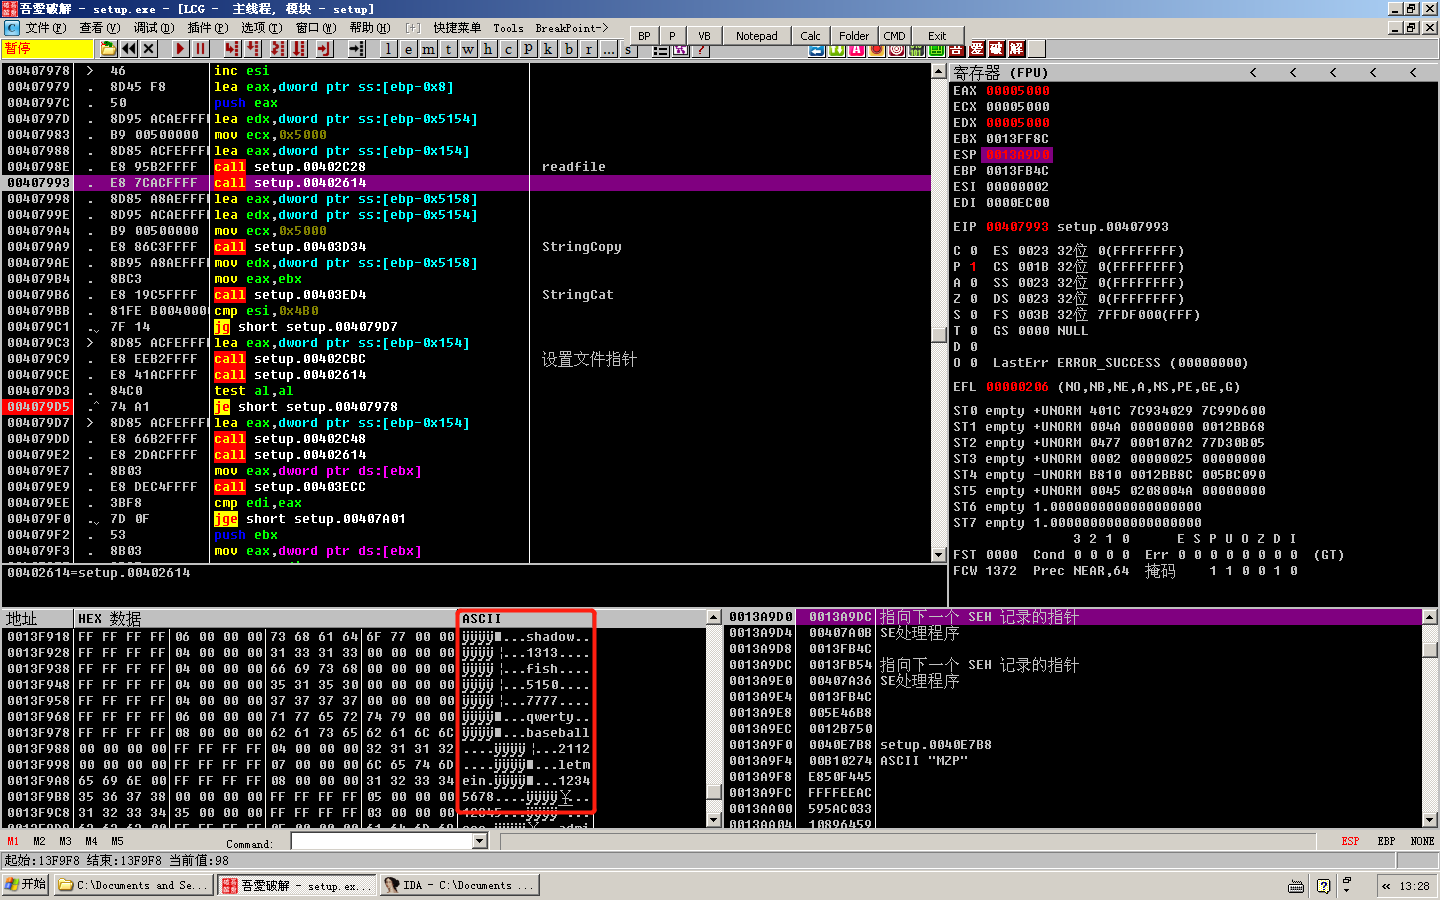 吾爱破解 - setup.exe - [LCG -  主线程, 模块 - setup]
文件(F) 查看(V) 调试(D) 插件(P) 选项(T) 窗口(W) 帮助(H) [+] 快捷菜单 Tools BreakPoint->
BP P VB Notepad Calc Folder CMD Exit
暂停 l e m t w h c p k b r ... s
00407978 > 46 inc esi
00407979 . 8D45 F8 lea eax,dword ptr ss:[ebp-0x8]
0040797C . 50 push eax
0040797D . 8D95 ACAEFFFF lea edx,dword ptr ss:[ebp-0x5154]
00407983 . B9 00500000 mov ecx,0x5000
00407988 . 8D85 ACFEFFFF lea eax,dword ptr ss:[ebp-0x154]
0040798E . E8 95B2FFFF call setup.00402C28 readfile
00407993 . E8 7CACFFFF call setup.00402614
00407998 . 8D85 A8AEFFFF lea eax,dword ptr ss:[ebp-0x5158]
0040799E . 8D95 ACAEFFFF lea edx,dword ptr ss:[ebp-0x5154]
004079A4 . B9 00500000 mov ecx,0x5000
004079A9 . E8 86C3FFFF call setup.00403D34 StringCopy
004079AE . 8B95 A8AEFFFF mov edx,dword ptr ss:[ebp-0x5158]
004079B4 . 8BC3 mov eax,ebx
004079B6 . E8 19C5FFFF call setup.00403ED4 StringCat
004079BB . 81FE B0040000 cmp esi,0x4B0
004079C1 . 7F 14 jg short setup.004079D7
004079C3 > 8D85 ACFEFFFF lea eax,dword ptr ss:[ebp-0x154]
004079C9 . E8 EEB2FFFF call setup.00402CBC 设置文件指针
004079CE . E8 41ACFFFF call setup.00402614
004079D3 . 84C0 test al,al
004079D5 .^ 74 A1 je short setup.00407978
004079D7 > 8D85 ACFEFFFF lea eax,dword ptr ss:[ebp-0x154]
004079DD . E8 66B2FFFF call setup.00402C48
004079E2 . E8 2DACFFFF call setup.00402614
004079E7 . 8B03 mov eax,dword ptr ds:[ebx]
004079E9 . E8 DEC4FFFF call setup.00403ECC
004079EE . 3BF8 cmp edi,eax
004079F0 . 7D 0F jge short setup.00407A01
004079F2 . 53 push ebx
004079F3 . 8B03 mov eax,dword ptr ds:[ebx]
00402614=setup.00402614
寄存器 (FPU) < < < < <
EAX 00005000
ECX 00005000
EDX 00005000
EBX 0013FF8C
ESP 0013A9D0
EBP 0013FB4C
ESI 00000002
EDI 0000EC00
EIP 00407993 setup.00407993
C 0 ES 0023 32位 0(FFFFFFFF)
P 1 CS 001B 32位 0(FFFFFFFF)
A 0 SS 0023 32位 0(FFFFFFFF)
Z 0 DS 0023 32位 0(FFFFFFFF)
S 0 FS 003B 32位 7FFDF000(FFF)
T 0 GS 0000 NULL
D 0
O 0 LastErr ERROR_SUCCESS (00000000)
EFL 00000206 (NO,NB,NE,A,NS,PE,GE,G)
ST0 empty +UNORM 401C 7C934029 7C99D600
ST1 empty +UNORM 004A 00000000 0012BB68
ST2 empty +UNORM 0477 000107A2 77D30B05
ST3 empty +UNORM 0002 00000025 00000000
ST4 empty -UNORM B810 0012BB8C 005BC090
ST5 empty +UNORM 0045 0208004A 00000000
ST6 empty 1.0000000000000000000
ST7 empty 1.0000000000000000000
3 2 1 0 E S P U O Z D I
FST 0000 Cond 0 0 0 0 Err 0 0 0 0 0 0 0 0 (GT)
FCW 1372 Prec NEAR,64 掩码 1 1 0 0 1 0
地址 HEX 数据 ASCII
0013F918 FF FF FF FF 06 00 00 00 73 68 61 64 6F 77 00 00 ÿÿÿÿ■...shadow..
0013F928 FF FF FF FF 04 00 00 00 31 33 31 33 00 00 00 00 ÿÿÿÿ¦...1313....
0013F938 FF FF FF FF 04 00 00 00 66 69 73 68 00 00 00 00 ÿÿÿÿ¦...fish....
0013F948 FF FF FF FF 04 00 00 00 35 31 35 30 00 00 00 00 ÿÿÿÿ¦...5150....
0013F958 FF FF FF FF 04 00 00 00 37 37 37 37 00 00 00 00 ÿÿÿÿ¦...7777....
0013F968 FF FF FF FF 06 00 00 00 71 77 65 72 74 79 00 00 ÿÿÿÿ■...qwerty..
0013F978 FF FF FF FF 08 00 00 00 62 61 73 65 62 61 6C 6C ÿÿÿÿ■...baseball
0013F988 00 00 00 00 FF FF FF FF 04 00 00 00 32 31 31 32 ....ÿÿÿÿ¦...2112
0013F998 00 00 00 00 FF FF FF FF 07 00 00 00 6C 65 74 6D ....ÿÿÿÿ■...letm
0013F9A8 65 69 6E 00 FF FF FF FF 08 00 00 00 31 32 33 34 ein.ÿÿÿÿ■...1234
0013F9B8 35 36 37 38 00 00 00 00 FF FF FF FF 05 00 00 00 5678....ÿÿÿÿ...
0013F9C8 31 32 33 34 35 00 00 00 FF FF FF FF 03 00 00 00 12345...ÿÿÿÿ...
0013A9D0 0013A9DC 指向下一个 SEH 记录的指针
0013A9D4 00407A0B SE处理程序
0013A9D8 0013FB4C
0013A9DC 0013FB54 指向下一个 SEH 记录的指针
0013A9E0 00407A36 SE处理程序
0013A9E4 0013FB4C
0013A9E8 005E46B8
0013A9EC 0012B750
0013A9F0 0040E7B8 setup.0040E7B8
0013A9F4 00B10274 ASCII "MZP"
0013A9F8 E850F445
0013A9FC FFFFEEAC
0013AA00 595AC033
0013AA04 10896459
M1 M2 M3 M4 M5 Command: ESP EBP NONE
起始:13F9F8 结束:13F9F8 当前值:98
开始 C:\Documents and Se... 吾爱破解 - setup.ex... IDA - C:\Documents ... « 13:28